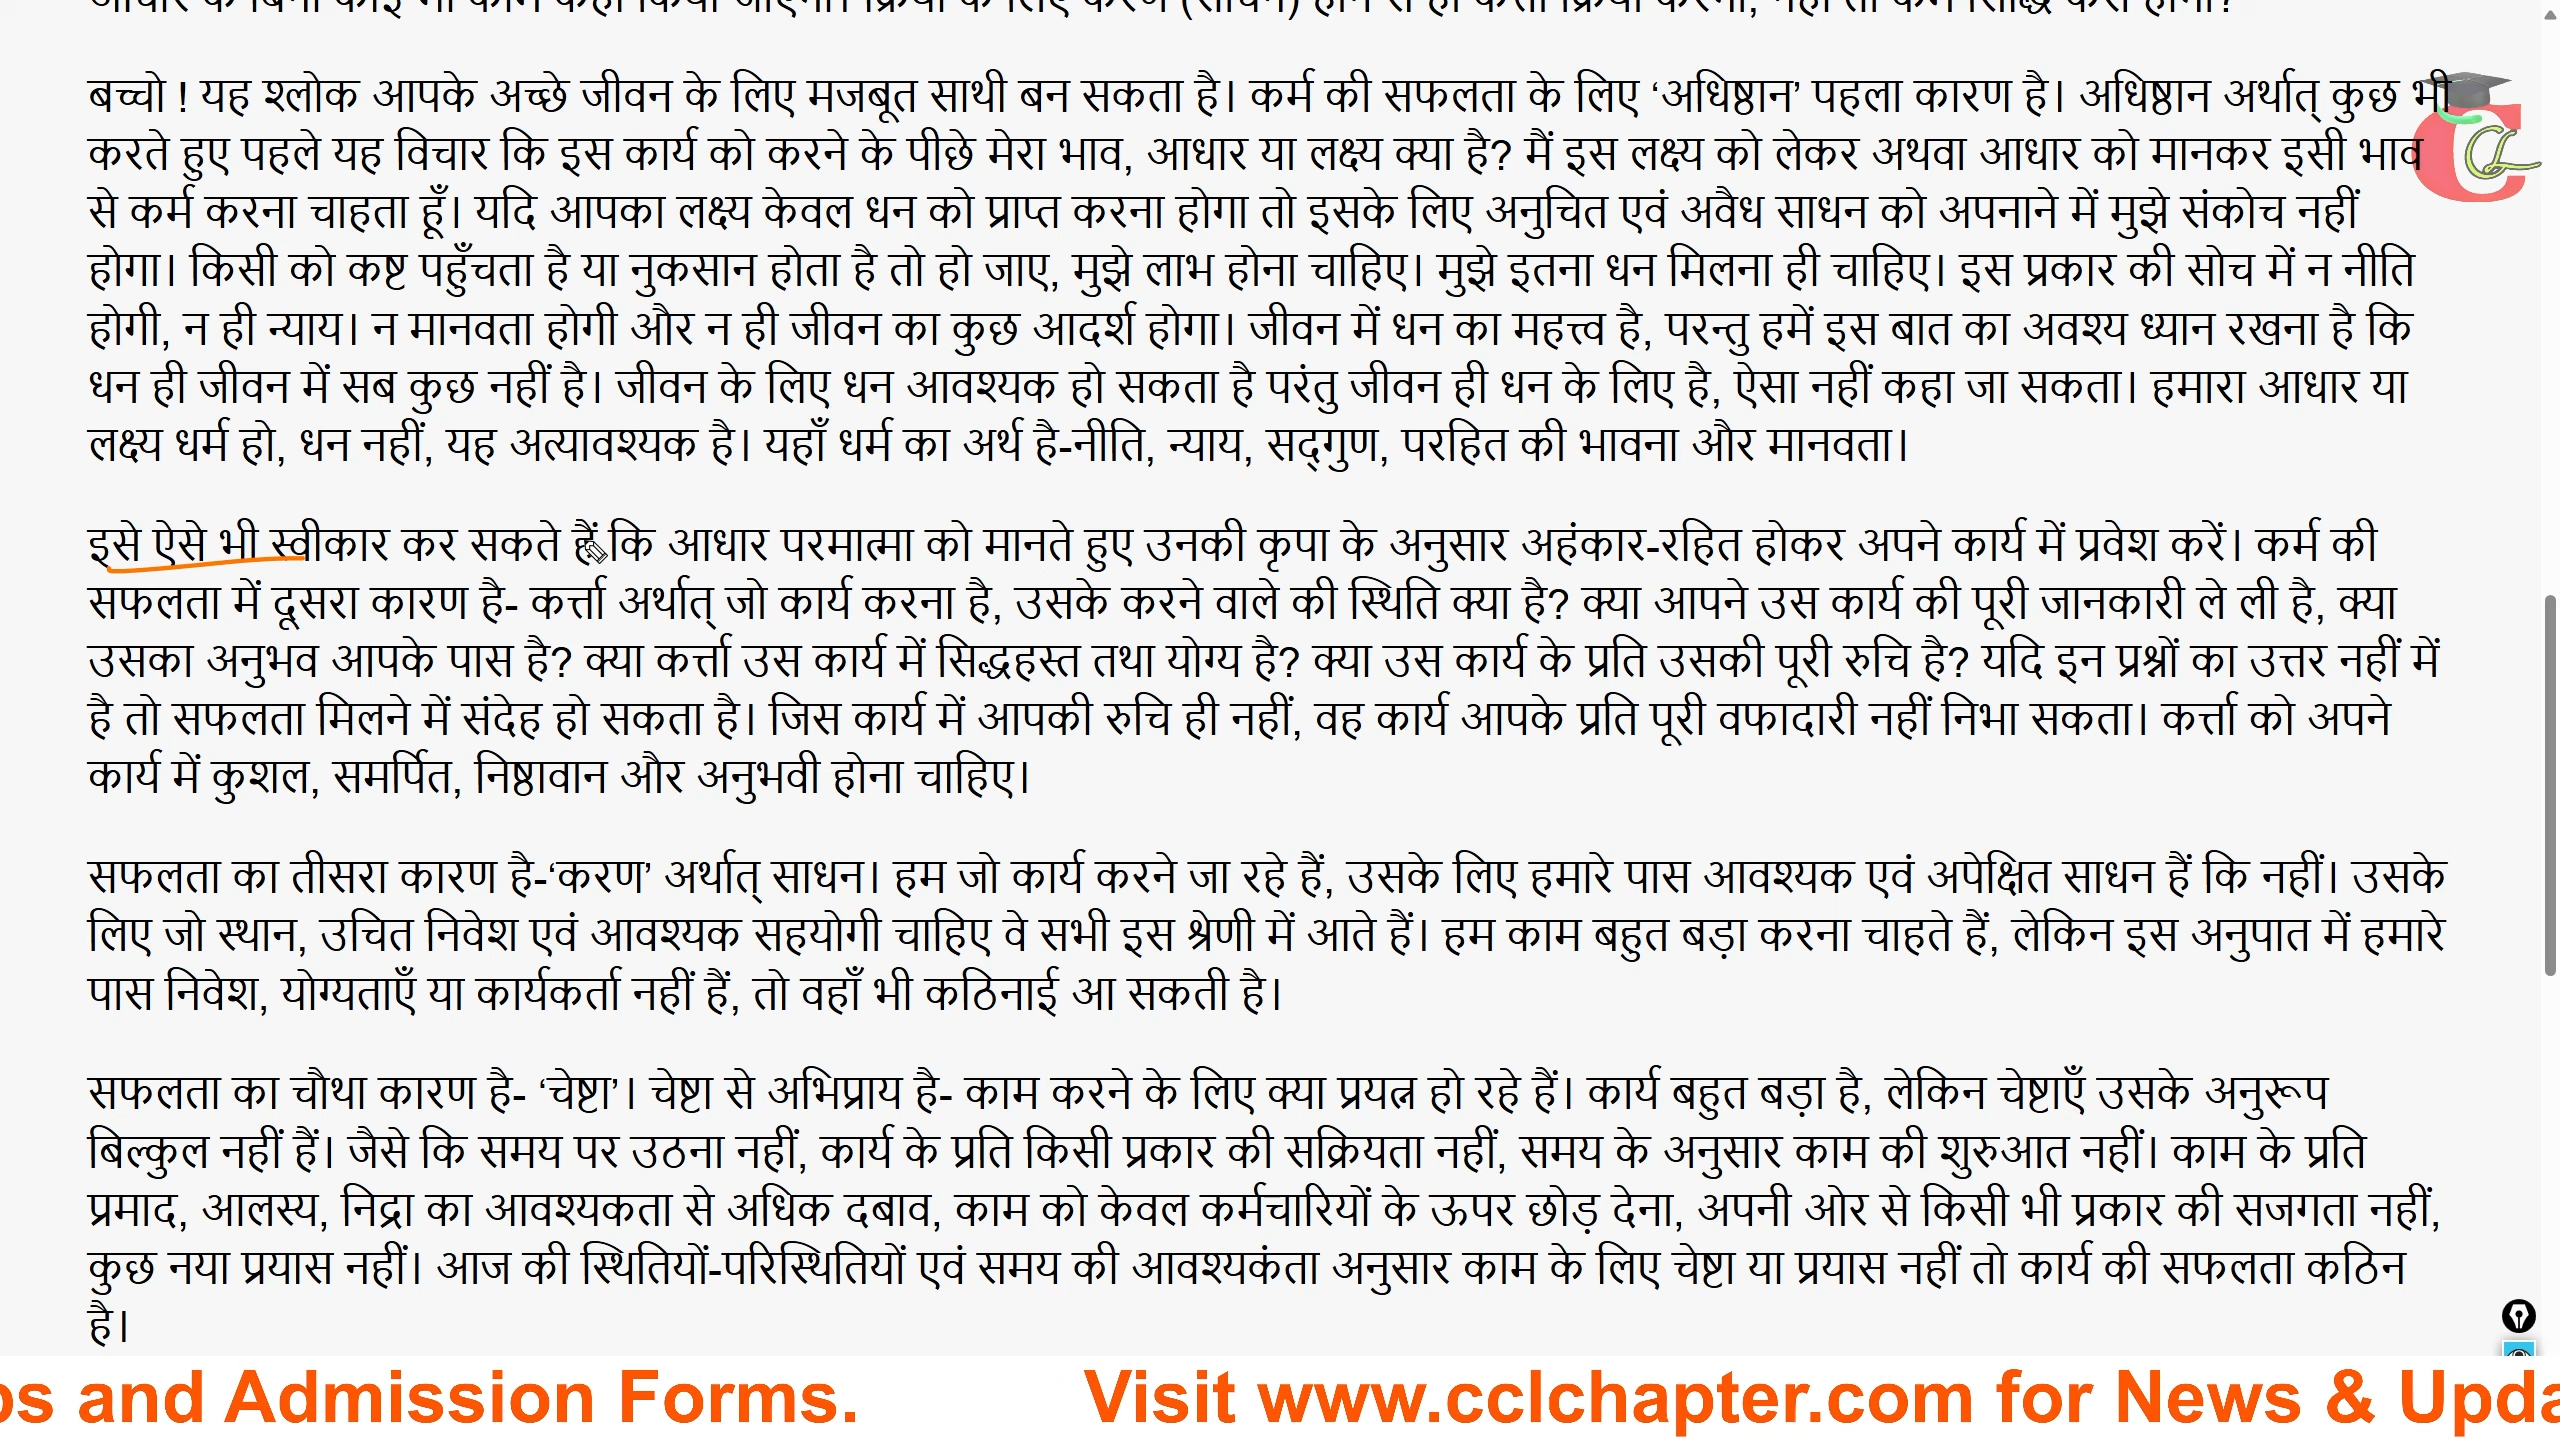 बच्चो ! यह श्लोक आपके अच्छे जीवन के लिए मजबूत साथी बन सकता है। कर्म की सफलता के लिए ‘अधिष्ठान’ पहला कारण है। अधिष्ठान अर्थात् कुछ भी
करते हुए पहले यह विचार कि इस कार्य को करने के पीछे मेरा भाव, आधार या लक्ष्य क्या है? मैं इस लक्ष्य को लेकर अथवा आधार को मानकर इसी भाव
से कर्म करना चाहता हूँ। यदि आपका लक्ष्य केवल धन को प्राप्त करना होगा तो इसके लिए अनुचित एवं अवैध साधन को अपनाने में मुझे संकोच नहीं
होगा। किसी को कष्ट पहुँचता है या नुकसान होता है तो हो जाए, मुझे लाभ होना चाहिए। मुझे इतना धन मिलना ही चाहिए। इस प्रकार की सोच में न नीति
होगी, न ही न्याय। न मानवता होगी और न ही जीवन का कुछ आदर्श होगा। जीवन में धन का महत्त्व है, परन्तु हमें इस बात का अवश्य ध्यान रखना है कि
धन ही जीवन में सब कुछ नहीं है। जीवन के लिए धन आवश्यक हो सकता है परंतु जीवन ही धन के लिए है, ऐसा नहीं कहा जा सकता। हमारा आधार या
लक्ष्य धर्म हो, धन नहीं, यह अत्यावश्यक है। यहाँ धर्म का अर्थ है-नीति, न्याय, सद्‌गुण, परहित की भावना और मानवता।
इसे ऐसे भी स्वीकार कर सकते हैं कि आधार परमात्मा को मानते हुए उनकी कृपा के अनुसार अहंकार-रहित होकर अपने कार्य में प्रवेश करें। कर्म की
सफलता में दूसरा कारण है- कर्त्ता अर्थात् जो कार्य करना है, उसके करने वाले की स्थिति क्या है? क्या आपने उस कार्य की पूरी जानकारी ले ली है, क्या
उसका अनुभव आपके पास है? क्या कर्त्ता उस कार्य में सिद्धहस्त तथा योग्य है? क्या उस कार्य के प्रति उसकी पूरी रुचि है? यदि इन प्रश्नों का उत्तर नहीं में
है तो सफलता मिलने में संदेह हो सकता है। जिस कार्य में आपकी रुचि ही नहीं, वह कार्य आपके प्रति पूरी वफादारी नहीं निभा सकता। कर्त्ता को अपने
कार्य में कुशल, समर्पित, निष्ठावान और अनुभवी होना चाहिए।
सफलता का तीसरा कारण है-‘करण’ अर्थात् साधन। हम जो कार्य करने जा रहे हैं, उसके लिए हमारे पास आवश्यक एवं अपेक्षित साधन हैं कि नहीं। उसके
लिए जो स्थान, उचित निवेश एवं आवश्यक सहयोगी चाहिए वे सभी इस श्रेणी में आते हैं। हम काम बहुत बड़ा करना चाहते हैं, लेकिन इस अनुपात में हमारे
पास निवेश, योग्यताएँ या कार्यकर्ता नहीं हैं, तो वहाँ भी कठिनाई आ सकती है।
सफलता का चौथा कारण है- ‘चेष्टा’। चेष्टा से अभिप्राय है- काम करने के लिए क्या प्रयत्न हो रहे हैं। कार्य बहुत बड़ा है, लेकिन चेष्टाएँ उसके अनुरूप
बिल्कुल नहीं हैं। जैसे कि समय पर उठना नहीं, कार्य के प्रति किसी प्रकार की सक्रियता नहीं, समय के अनुसार काम की शुरुआत नहीं। काम के प्रति
प्रमाद, आलस्य, निद्रा का आवश्यकता से अधिक दबाव, काम को केवल कर्मचारियों के ऊपर छोड़ देना, अपनी ओर से किसी भी प्रकार की सजगता नहीं,
कुछ नया प्रयास नहीं। आज की स्थितियों-परिस्थितियों एवं समय की आवश्यकंता अनुसार काम के लिए चेष्टा या प्रयास नहीं तो कार्य की सफलता कठिन
है।
and Admission Forms. Visit www.cclchapter.com for News &